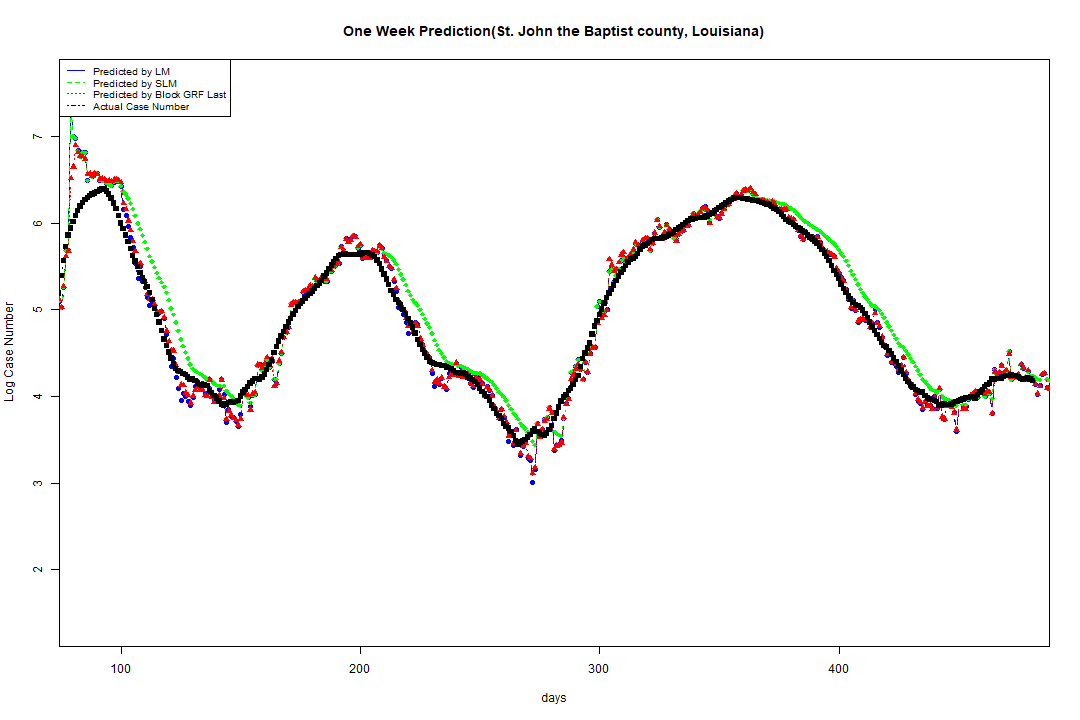 One Week Prediction(St. John the Baptist county, Louisiana)
Predicted by LM
Predicted by SLM
Predicted by Block GRF Last
Actual Case Number
Log Case Number
7
6
5
4
3
2
100 200 300 400
days